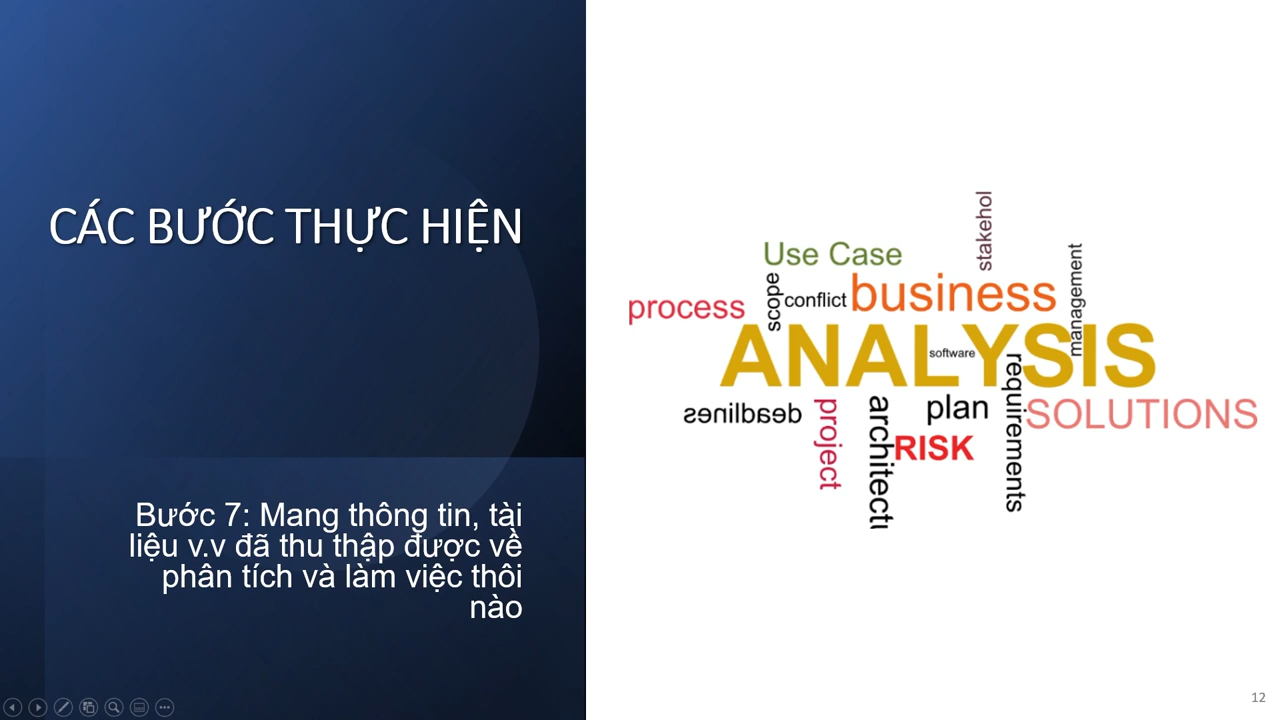 CÁC BƯỚC THỰC HIỆN
Bước 7: Mang thông tin, tài
liệu v.v đã thu thập được về
phân tích và làm việc thôi
nào
stakehol
Use Case
management
scope
conflict
business
process
ANALYSIS
software
requirements
deadlines
project
architectu
plan
SOLUTIONS
RISK
12